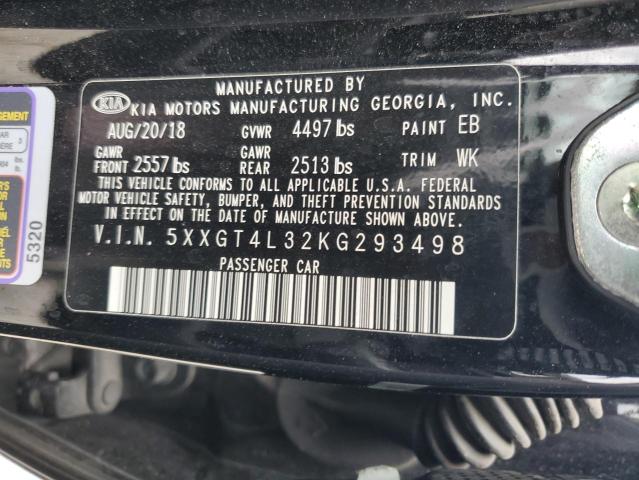 MANUFACTURED BY
KIA KIA MOTORS MANUFACTURING GEORGIA, INC.
AUG/20/18 GVWR 4497 lbs PAINT EB
GAWR FRONT 2557 lbs GAWR REAR 2513 lbs TRIM WK
THIS VEHICLE CONFORMS TO ALL APPLICABLE U.S.A. FEDERAL
MOTOR VEHICLE SAFETY, BUMPER, AND THEFT PREVENTION STANDARDS
IN EFFECT ON THE DATE OF MANUFACTURE SHOWN ABOVE.
V.I.N. 5XXGT4L32KG293498
PASSENGER CAR
5320